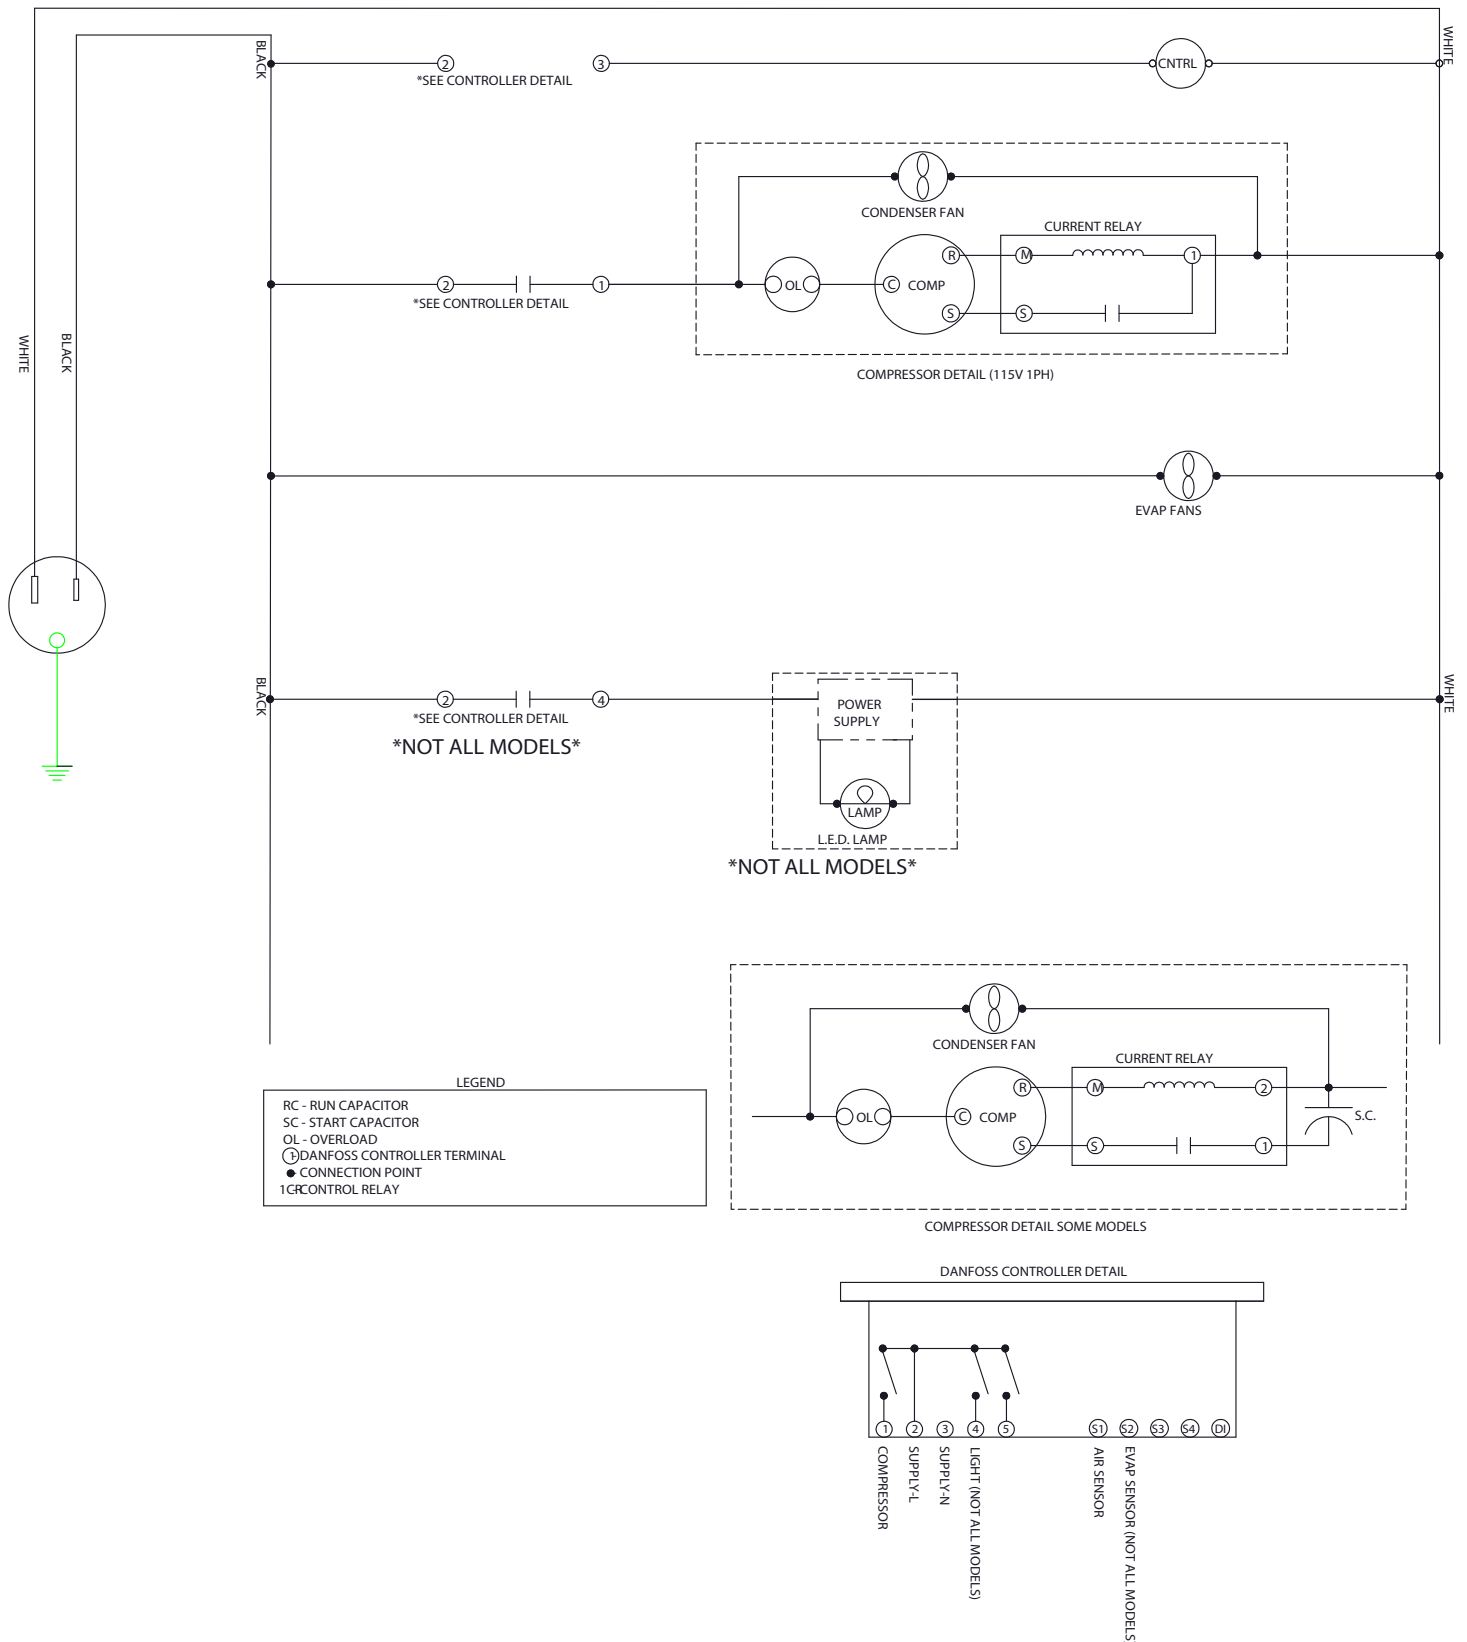 BLACK
WHITE
2
3
CNTRL
*SEE CONTROLLER DETAIL
CONDENSER FAN
CURRENT RELAY
R
M
1
2
1
OL
C
COMP
*SEE CONTROLLER DETAIL
S
S
WHITE
BLACK
COMPRESSOR DETAIL (115V 1PH)
EVAP FANS
BLACK
WHITE
2
4
POWER
SUPPLY
*SEE CONTROLLER DETAIL
*NOT ALL MODELS*
LAMP
L.E.D. LAMP
*NOT ALL MODELS*
CONDENSER FAN
CURRENT RELAY
R
M
2
OL
C
COMP
S.C.
S
S
1
COMPRESSOR DETAIL SOME MODELS
LEGEND
RC - RUN CAPACITOR
SC - START CAPACITOR
OL - OVERLOAD
1 - DANFOSS CONTROLLER TERMINAL
- CONNECTION POINT
1CR - CONTROL RELAY
DANFOSS CONTROLLER DETAIL
1
2
3
4
5
S1
S2
S3
S4
DI
COMPRESSOR
SUPPLY-L
SUPPLY-N
LIGHT (NOT ALL MODELS)
AIR SENSOR
EVAP SENSOR (NOT ALL MODELS